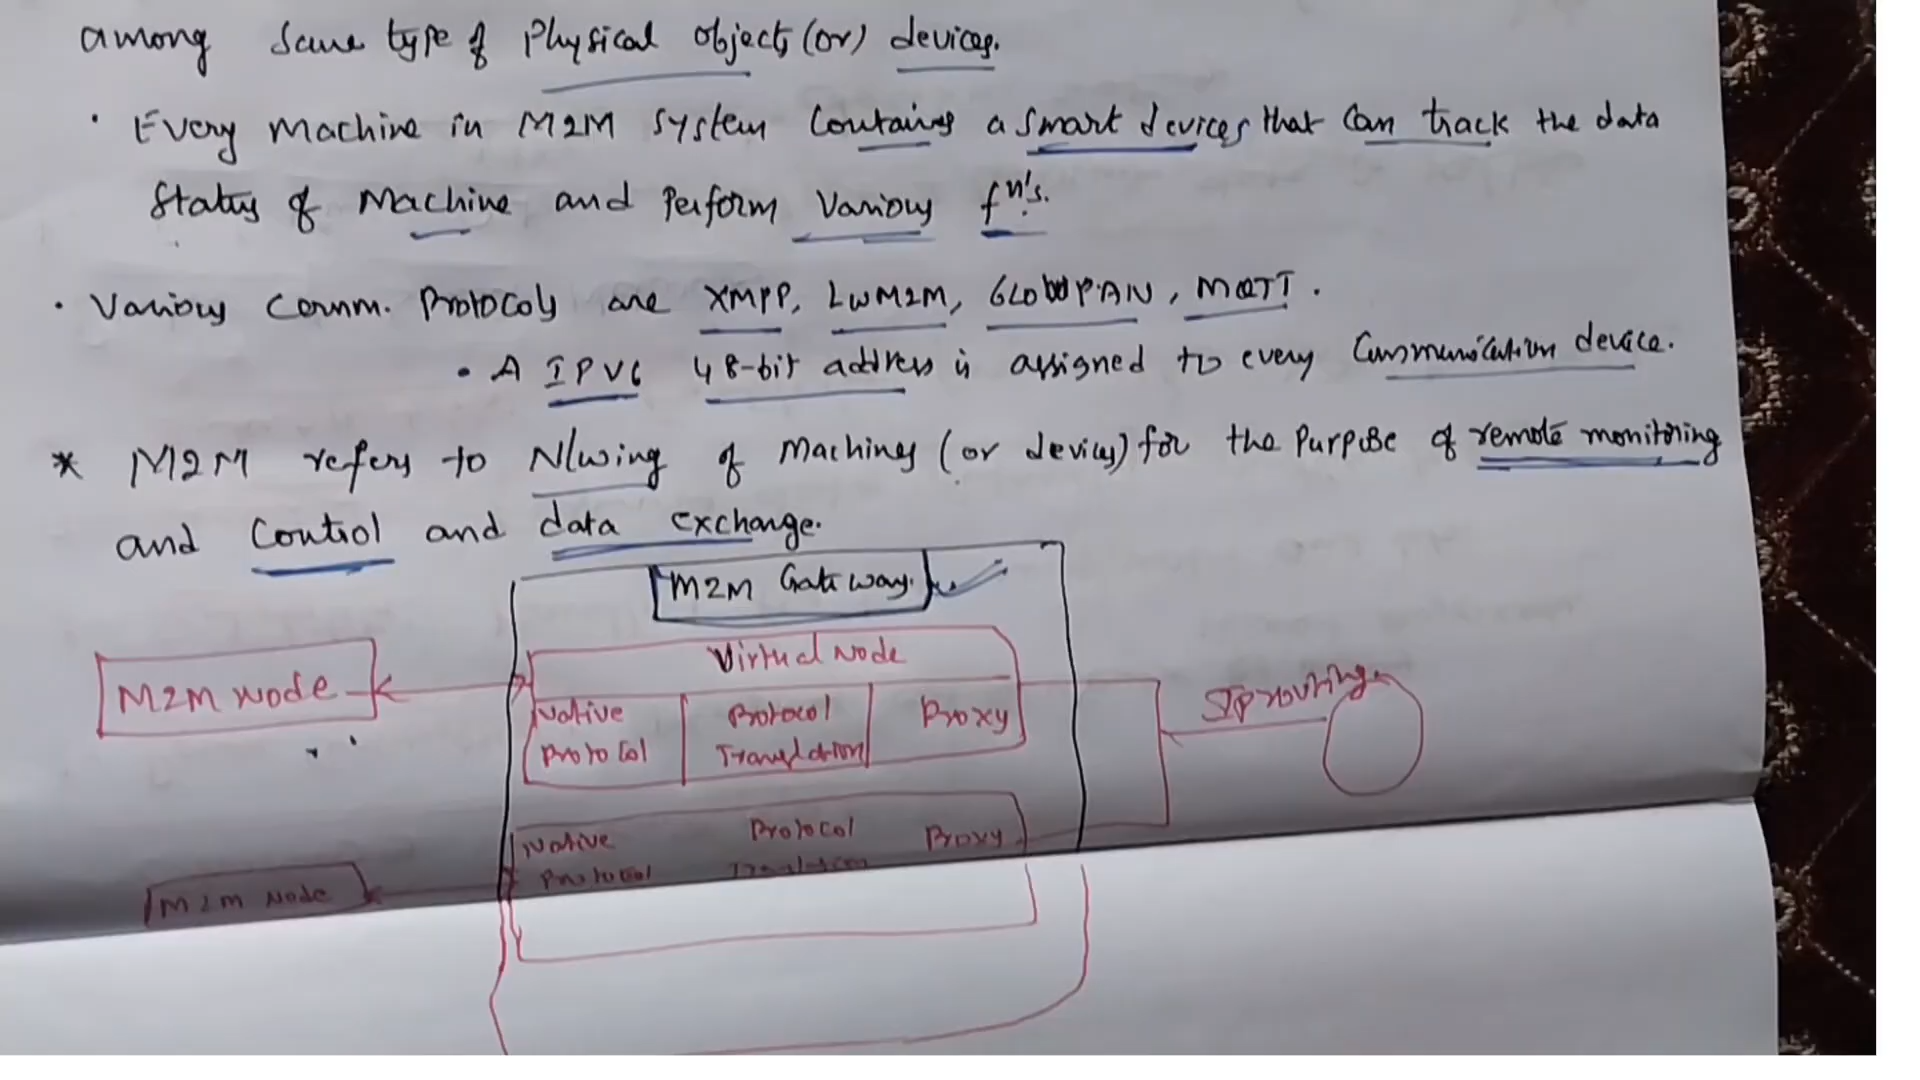 among same type of Physical objects (or) devices.
· Every Machine in M2M System Contains a smart devices that Can track the data
Status of Machine and Perform Various fn's.
· Various Comm. Protocols are XMPP, LWM2M, 6LOWPAN, MQTT.
· A IPV6 48-bit address is assigned to every Communication device.
* M2M refers to N/wing of Machines (or devices) for the Purpose of remote monitoring
and Control and data exchange.
M2M Gateway.
Virtual Node
M2M Node
Native Protocol
Protocol Translation
Proxy
IP routing
Native Protocol
Protocol Translation
Proxy
M2M Node